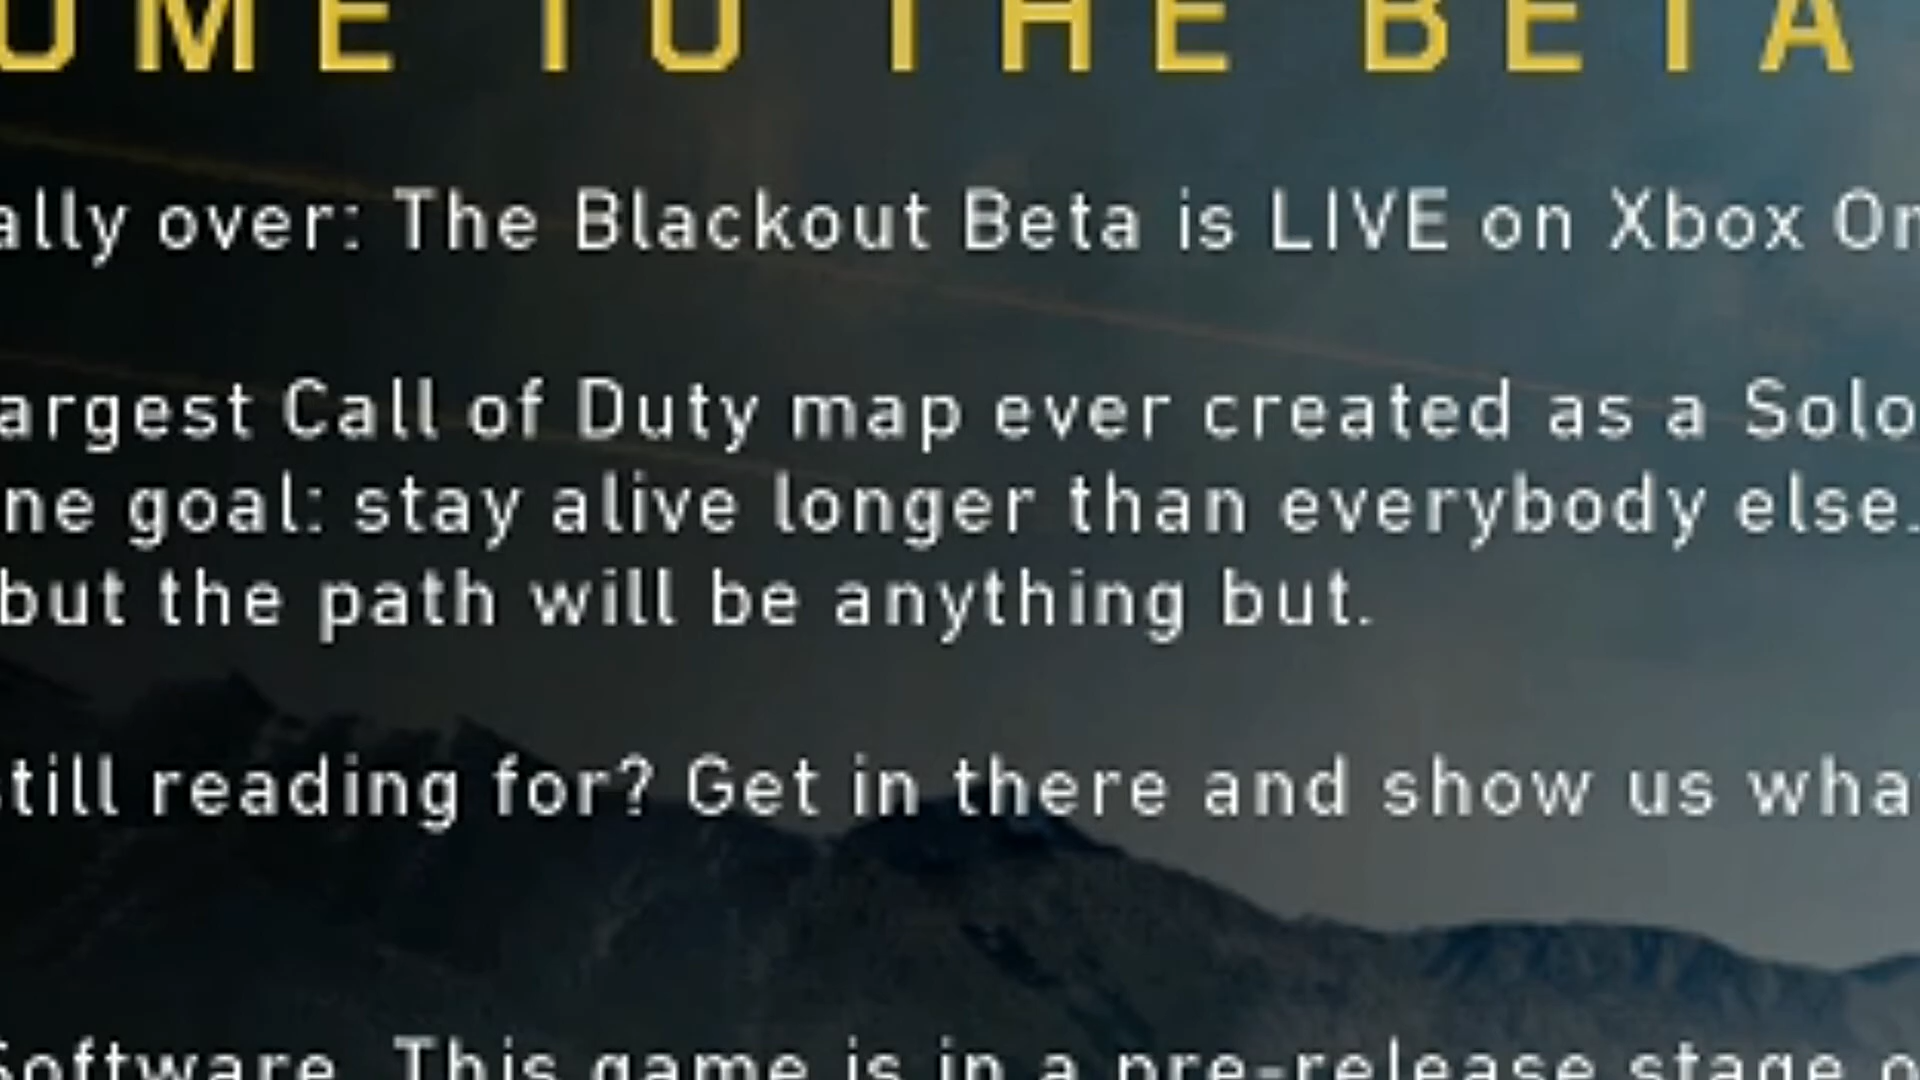 OME TO THE BETA
ally over: The Blackout Beta is LIVE on Xbox On
argest Call of Duty map ever created as a Solo
ne goal: stay alive longer than everybody else.
but the path will be anything but.
still reading for? Get in there and show us wha
Software. This game is in a pre-release stage o